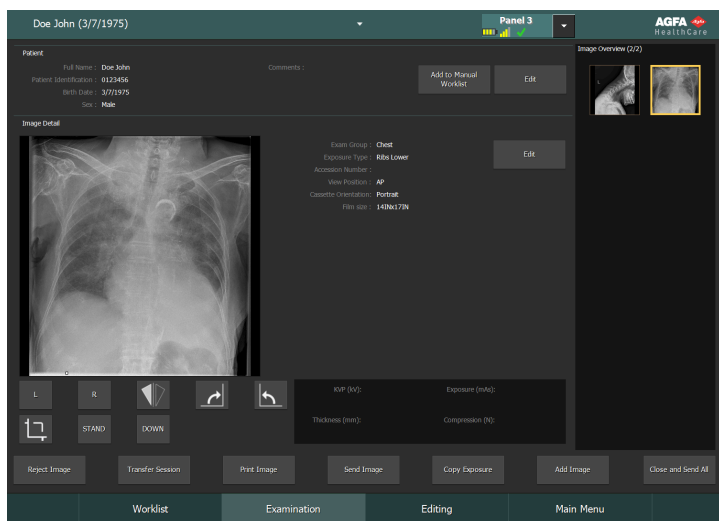 Doe John (3/7/1975)
Panel 3
AGFA
HealthCare
Patient
Full Name : Doe John
Comments :
Patient Identification : 0123456
Birth Date : 3/7/1975
Sex : Male
Add to Manual
Worklist
Edit
Image Overview (2/2)
Image Detail
Exam Group : Chest
Exposure Type : Ribs Lower
Accession Number :
View Position : AP
Cassette Orientation: Portrait
Film size : 14INx17IN
Edit
L
R
STAND
DOWN
KVP (kV):
Exposure (mAs):
Thickness (mm):
Compression (N):
Reject Image
Transfer Session
Print Image
Send Image
Copy Exposure
Add Image
Close and Send All
Worklist
Examination
Editing
Main Menu